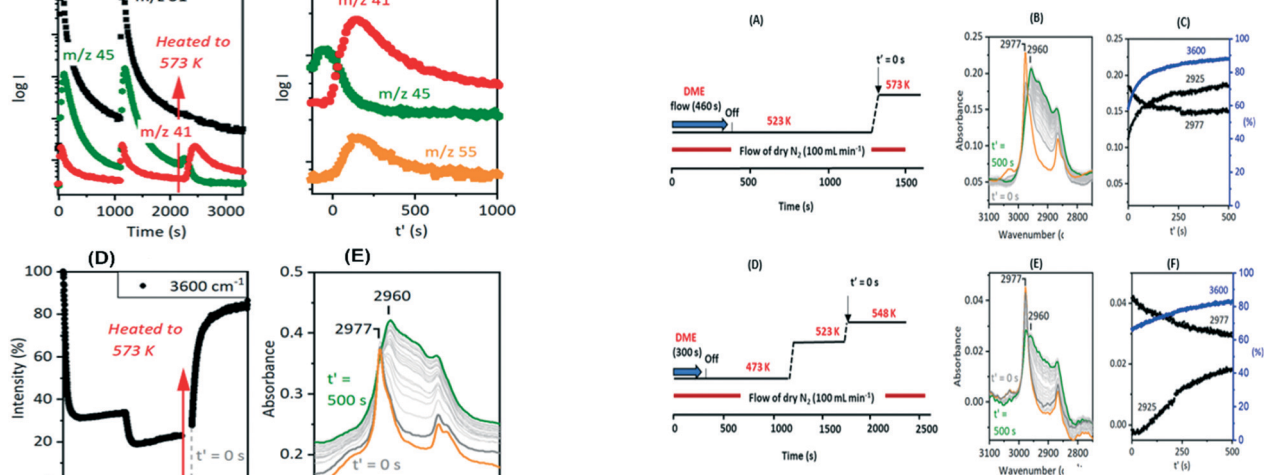 m/z 45
Heated to
573 K
m/z 41
log I
0
1000
2000
3000
Time (s)
m/z 41
m/z 45
m/z 55
log I
0
500
1000
t' (s)
(D)
100
80
60
40
20
Intensity (%)
3600 cm⁻¹
Heated to
573 K
t' = 0 s
(E)
0.5
0.4
0.3
0.2
Absorbance
2960
2977
t' =
500 s
t' = 0 s
(A)
t' = 0 s
573 K
DME
flow (460 s)
Off
523 K
Flow of dry N₂ (100 mL min⁻¹)
0
500
1000
1500
Time (s)
(B)
2977
2960
0.25
0.20
0.15
0.10
0.05
Absorbance
t' =
500 s
t' = 0 s
3100
3000
2900
2800
Wavenumber (c
(C)
0.25
0.20
0.15
0.10
0.05
3600
2925
2977
100
80
60
40
20
0
(%)
0
250
500
t' (s)
(D)
t' = 0 s
548 K
523 K
DME
(300 s)
Off
473 K
Flow of dry N₂ (100 mL min⁻¹)
0
500
1000
1500
2000
2500
Time (s)
(E)
2977
2960
0.04
0.02
0.00
Absorbance
t' = 0 s
t' =
500 s
3100
3000
2900
2800
Wavenumber (c
(F)
0.04
0.02
0.00
3600
2977
2925
100
80
60
40
20
0
(%)
0
250
500
t' (s)